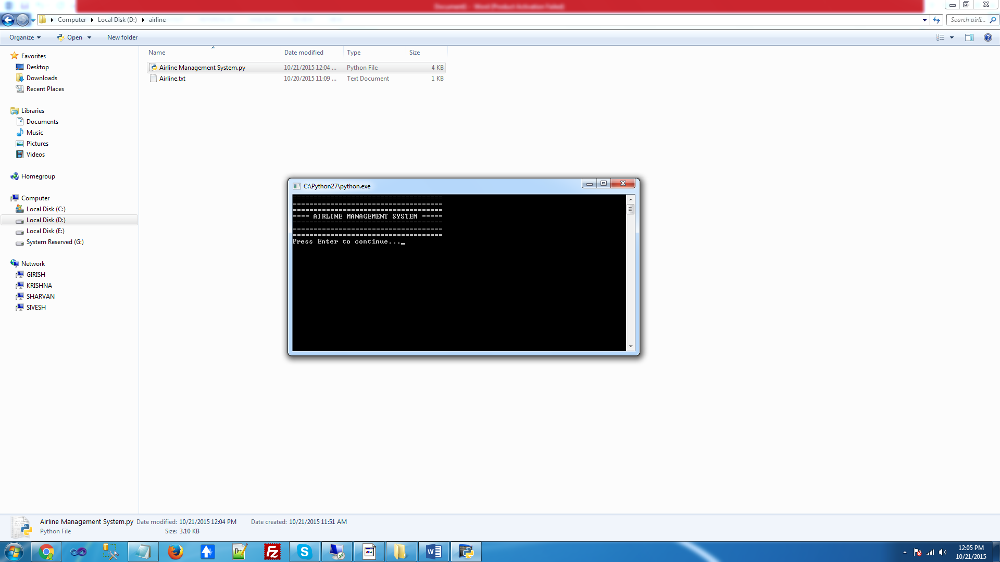 Document1 - Word (Product Activation Failed)
Computer Local Disk (D:) airline
Search airli...
Organize Open New folder
Name Date modified Type Size
Airline Management System.py 10/21/2015 12:04 ... Python File 4 KB
Airline.txt 10/20/2015 11:09 ... Text Document 1 KB
Favorites
Desktop
Downloads
Recent Places
Libraries
Documents
Music
Pictures
Videos
Homegroup
Computer
Local Disk (C:)
Local Disk (D:)
Local Disk (E:)
System Reserved (G:)
Network
GIRISH
KRISHNA
SHARVAN
SIVESH
C:\Python27\python.exe
====================================
====================================
====================================
==== AIRLINE MANAGEMENT SYSTEM =====
====================================
====================================
====================================
Press Enter to continue..._
Airline Management System.py Date modified: 10/21/2015 12:04 PM Date created: 10/21/2015 11:51 AM
Python File Size: 3.10 KB
12:05 PM
10/21/2015